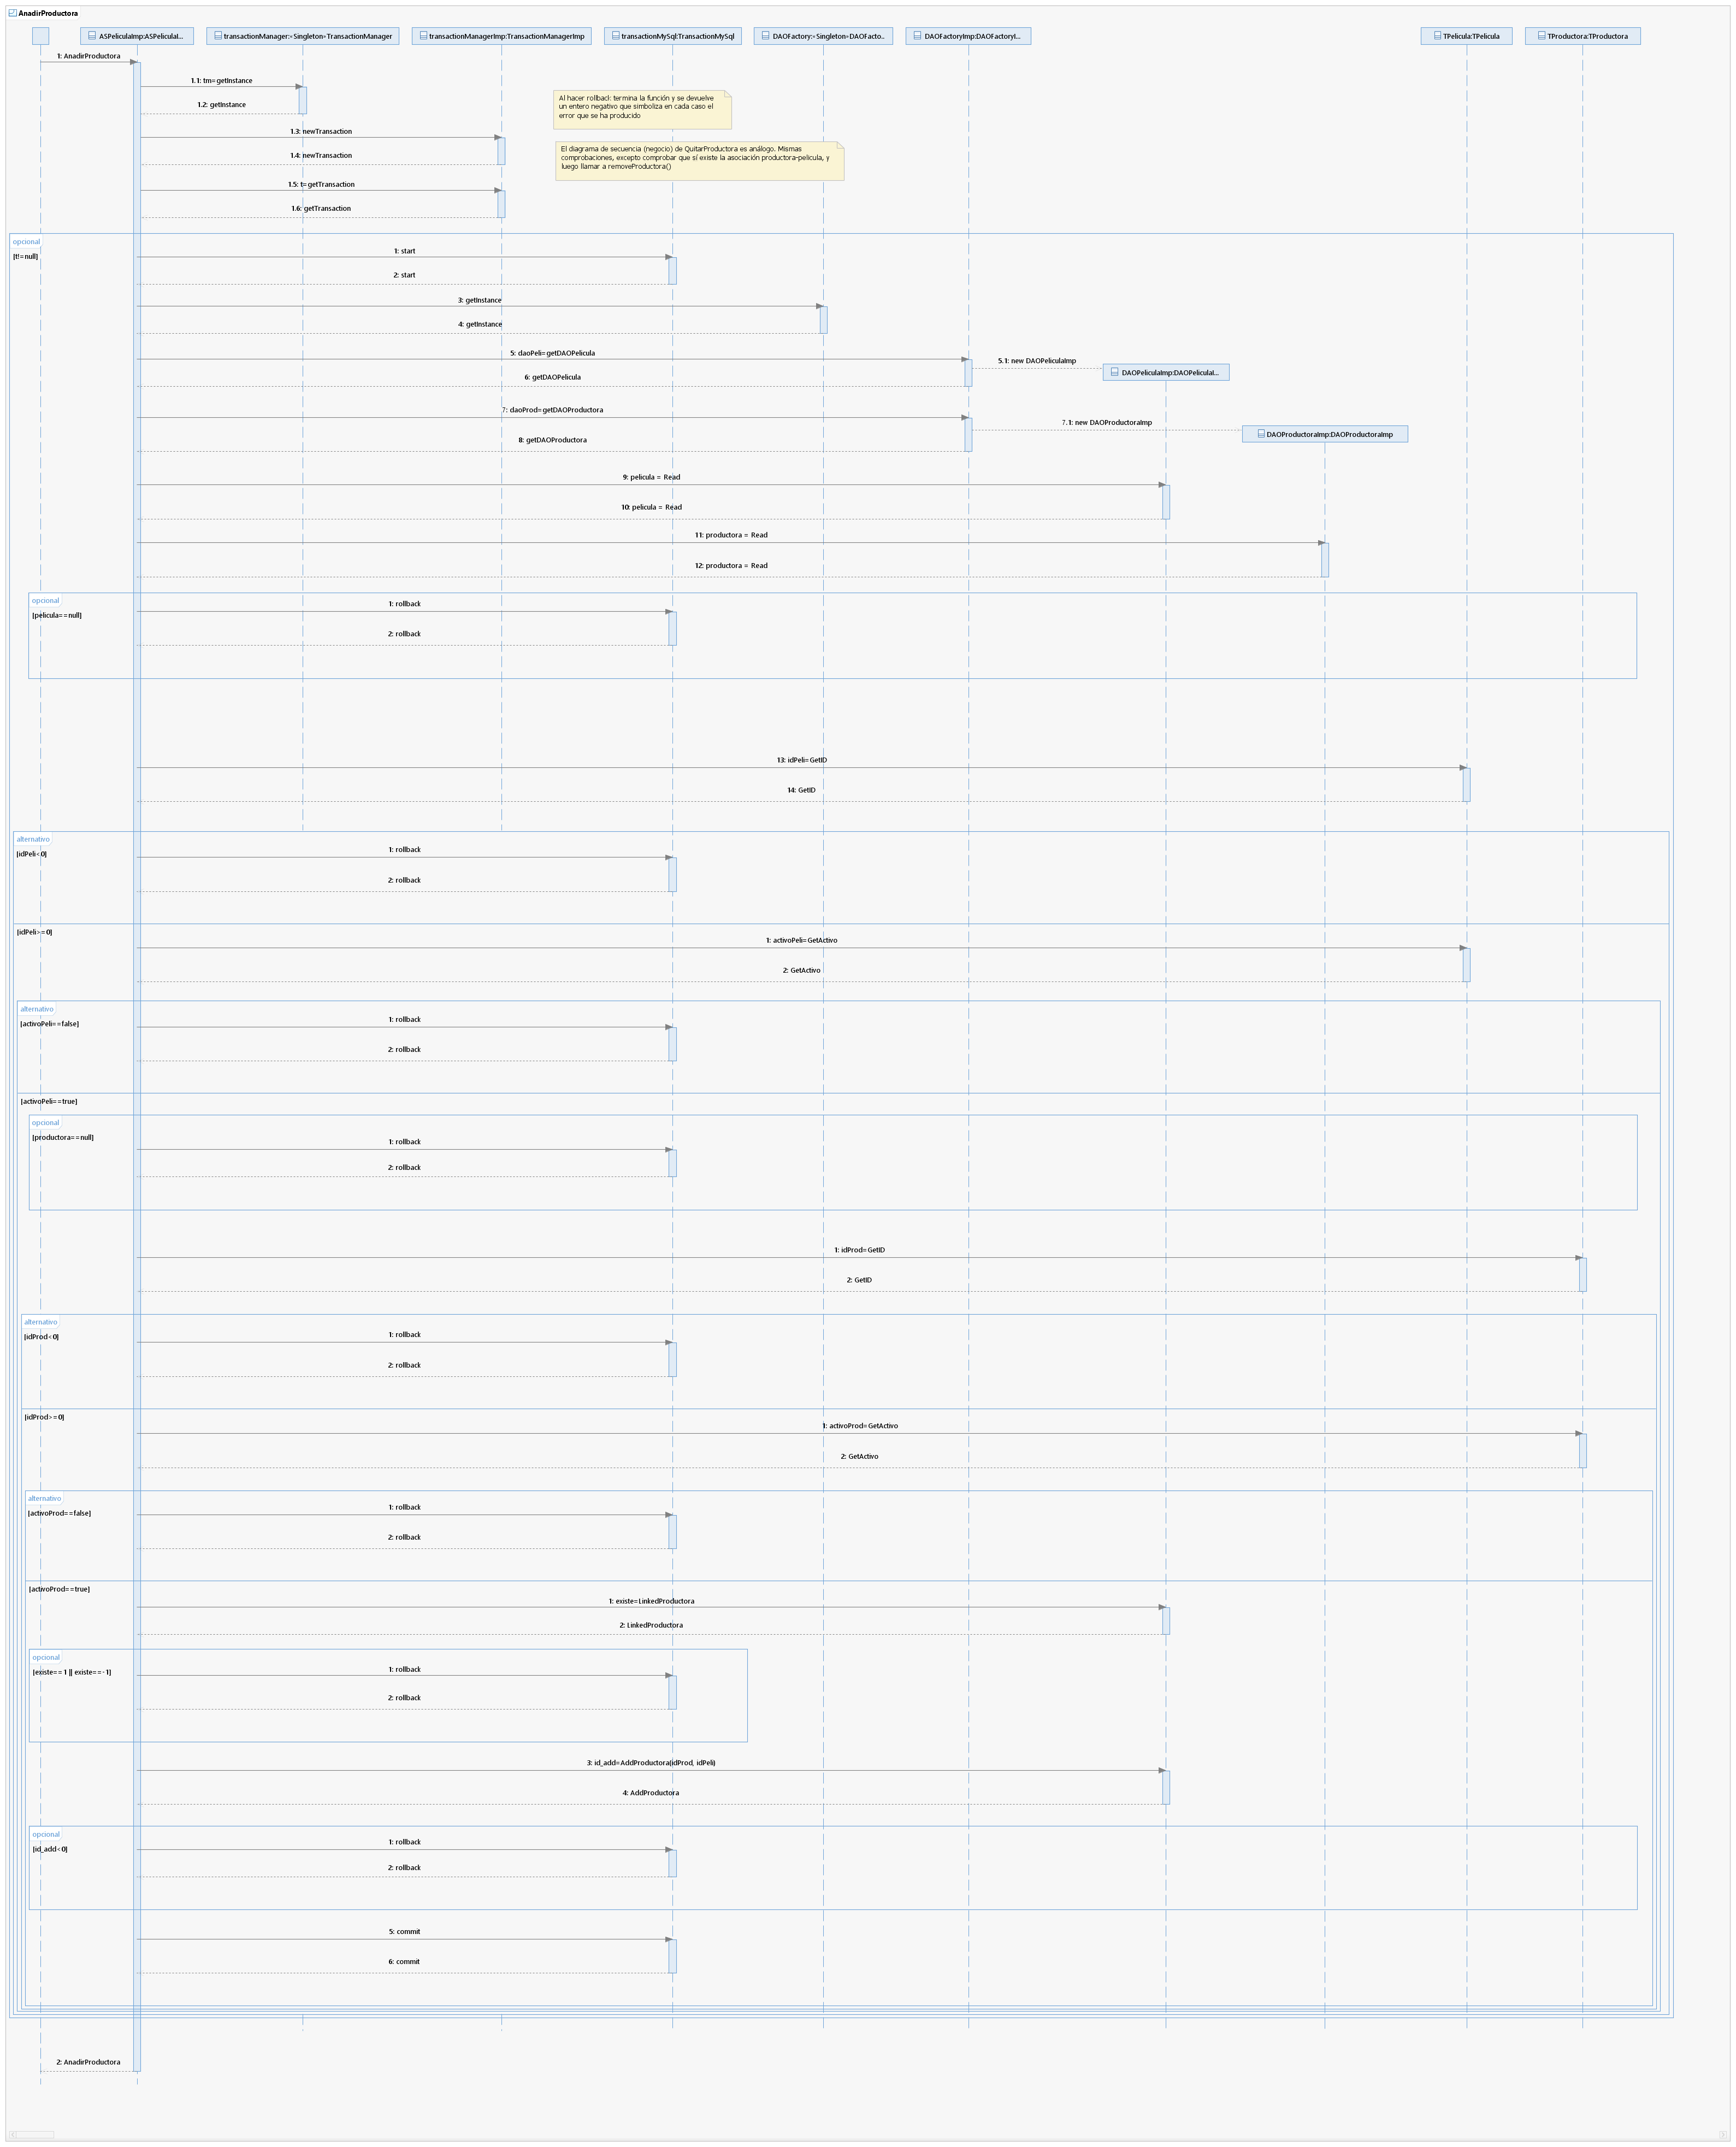 AnadirProductora
ASPeliculaImp:ASPeliculaI...
transactionManager:«Singleton»TransactionManager
transactionManagerImp:TransactionManagerImp
transactionMySql:TransactionMySql
DAOFactory:«Singleton»DAOFacto..
DAOFactoryImp:DAOFactoryI...
TPelicula:TPelicula
TProductora:TProductora
1: AnadirProductora
1.1: tm=getInstance
1.2: getInstance
Al hacer rollback: termina la función y se devuelve
un entero negativo que simboliza en cada caso el
error que se ha producido
1.3: newTransaction
1.4: newTransaction
El diagrama de secuencia (negocio) de QuitarProductora es análogo. Mismas
comprobaciones, excepto comprobar que sí existe la asociación productora-pelicula, y
luego llamar a removeProductora()
1.5: t=getTransaction
1.6: getTransaction
opcional
[t!=null]
1: start
2: start
3: getInstance
4: getInstance
5: daoPeli=getDAOPelicula
5.1: new DAOPeliculaImp
DAOPeliculaImp:DAOPeliculaI...
6: getDAOPelicula
7: daoProd=getDAOProductora
7.1: new DAOProductoraImp
DAOProductoraImp:DAOProductoraImp
8: getDAOProductora
9: pelicula = Read
10: pelicula = Read
11: productora = Read
12: productora = Read
opcional
[pelicula==null]
1: rollback
2: rollback
13: idPeli=GetID
14: GetID
alternativo
[idPeli<0]
1: rollback
2: rollback
[idPeli>=0]
1: activoPeli=GetActivo
2: GetActivo
alternativo
[activoPeli==false]
1: rollback
2: rollback
[activoPeli==true]
opcional
[productora==null]
1: rollback
2: rollback
1: idProd=GetID
2: GetID
alternativo
[idProd<0]
1: rollback
2: rollback
[idProd>=0]
1: activoProd=GetActivo
2: GetActivo
alternativo
[activoProd==false]
1: rollback
2: rollback
[activoProd==true]
1: existe=LinkedProductora
2: LinkedProductora
opcional
[existe==1 || existe==-1]
1: rollback
2: rollback
3: id_add=AddProductora(idProd, idPeli)
4: AddProductora
opcional
[id_add<0]
1: rollback
2: rollback
5: commit
6: commit
2: AnadirProductora